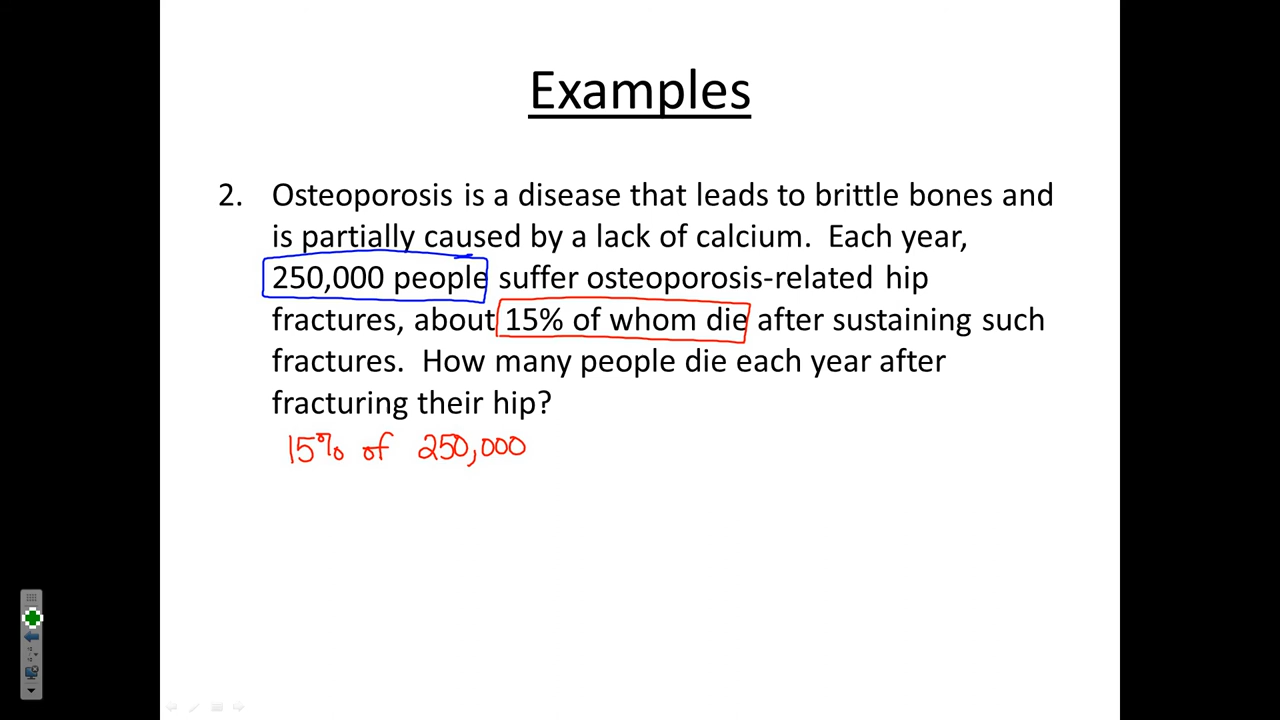 Examples
2. Osteoporosis is a disease that leads to brittle bones and
is partially caused by a lack of calcium. Each year,
250,000 people suffer osteoporosis-related hip
fractures, about 15% of whom die after sustaining such
fractures. How many people die each year after
fracturing their hip?
15% of 250,000